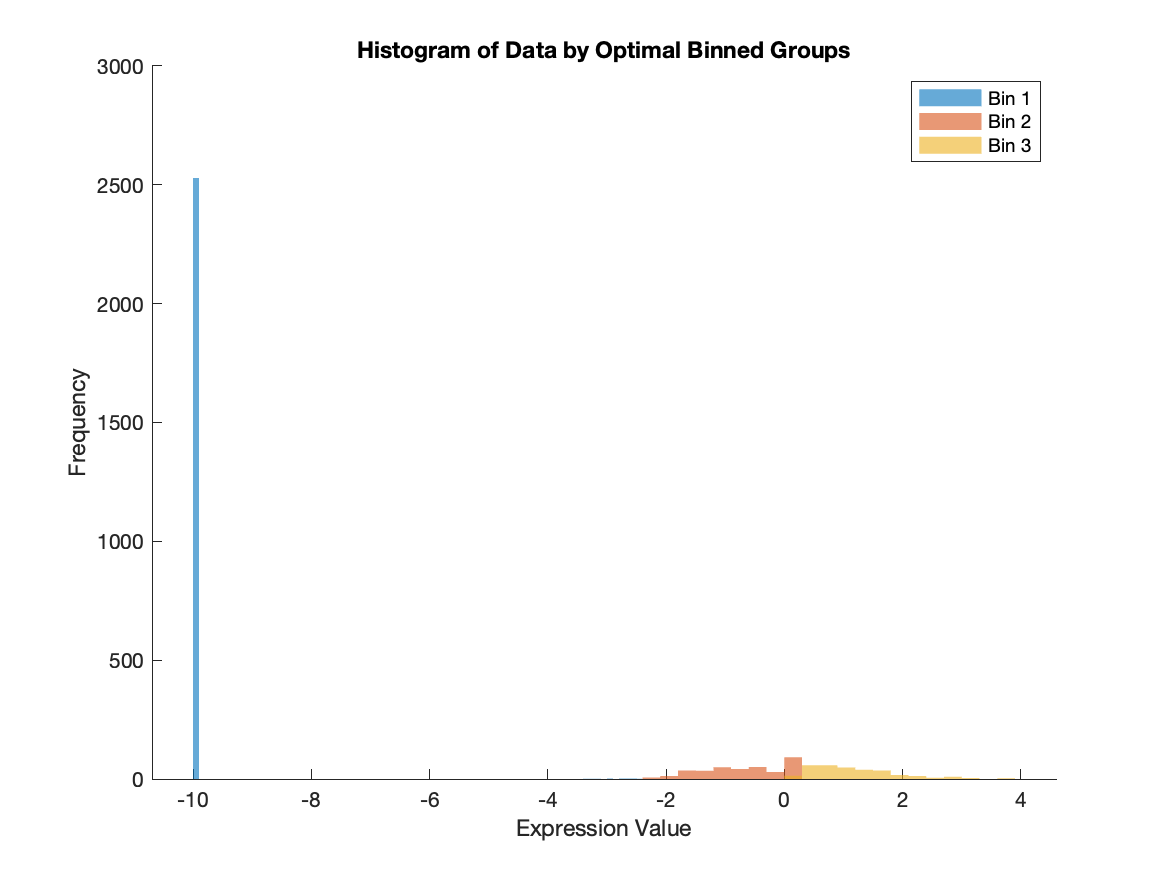 Histogram of Data by Optimal Binned Groups
3000
2500
2000
1500
1000
500
0
Frequency
Bin 1
Bin 2
Bin 3
-10
-8
-6
-4
-2
0
2
4
Expression Value